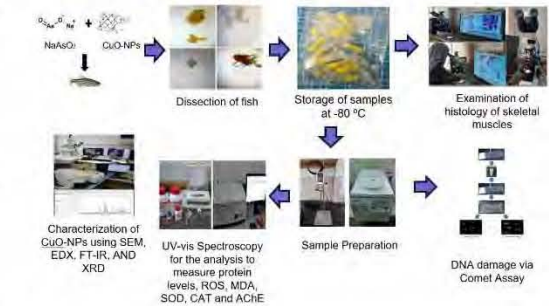 NaAsO₂
+
CuO-NPs
Dissection of fish
Storage of samples
at -80 ºC
Examination of
histology of skeletal
muscles
Characterization of
CuO-NPs using SEM,
EDX, FT-IR, AND
XRD
UV-vis Spectroscopy
for the analysis to
measure protein
levels, ROS, MDA,
SOD, CAT and AChE
Sample Preparation
DNA damage via
Comet Assay